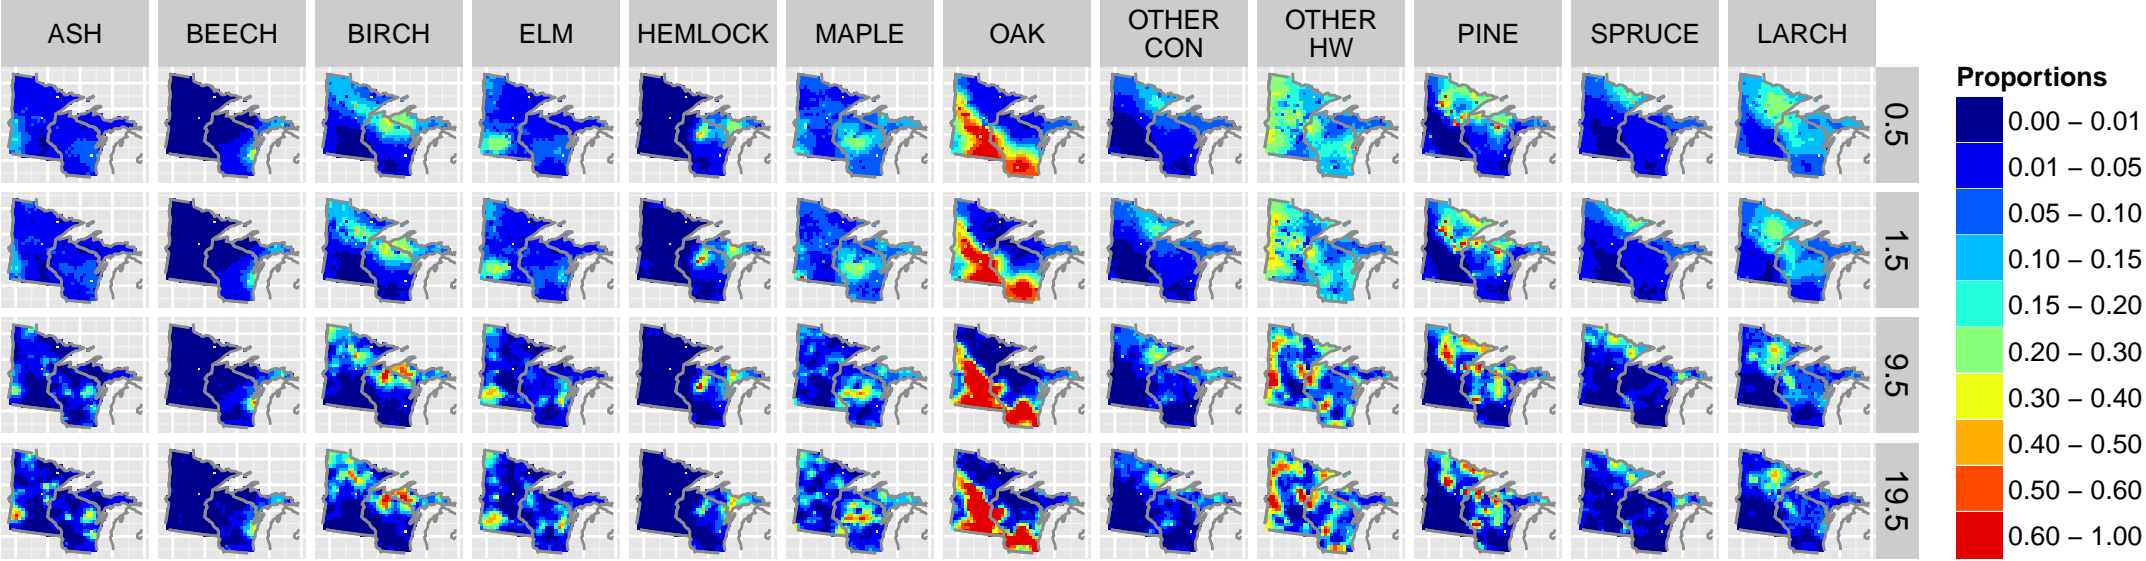 ASH
BEECH
BIRCH
ELM
HEMLOCK
MAPLE
OAK
OTHER
CON
OTHER
HW
PINE
SPRUCE
LARCH
0.5
1.5
9.5
19.5
Proportions
0.00 − 0.01
0.01 − 0.05
0.05 − 0.10
0.10 − 0.15
0.15 − 0.20
0.20 − 0.30
0.30 − 0.40
0.40 − 0.50
0.50 − 0.60
0.60 − 1.00